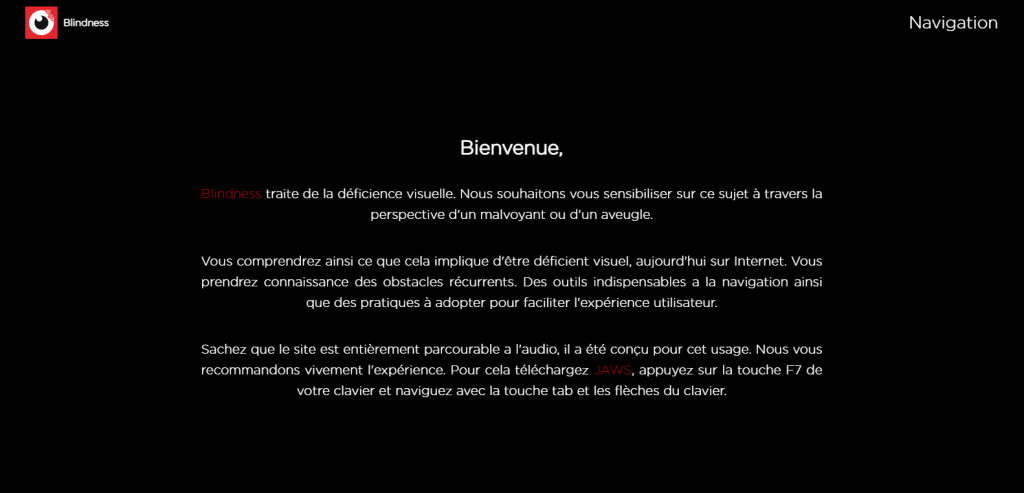 Blindness
Navigation
Bienvenue,
Blindness traite de la déficience visuelle. Nous souhaitons vous sensibiliser sur ce sujet à travers la
perspective d'un malvoyant ou d'un aveugle.
Vous comprendrez ainsi ce que cela implique d'être déficient visuel, aujourd'hui sur Internet. Vous
prendrez connaissance des obstacles récurrents. Des outils indispensables a la navigation ainsi
que des pratiques à adopter pour faciliter l'expérience utilisateur.
Sachez que le site est entièrement parcourable a l'audio, il a été conçu pour cet usage. Nous vous
recommandons vivement l'expérience. Pour cela téléchargez JAWS, appuyez sur la touche F7 de
votre clavier et naviguez avec la touche tab et les flèches du clavier.